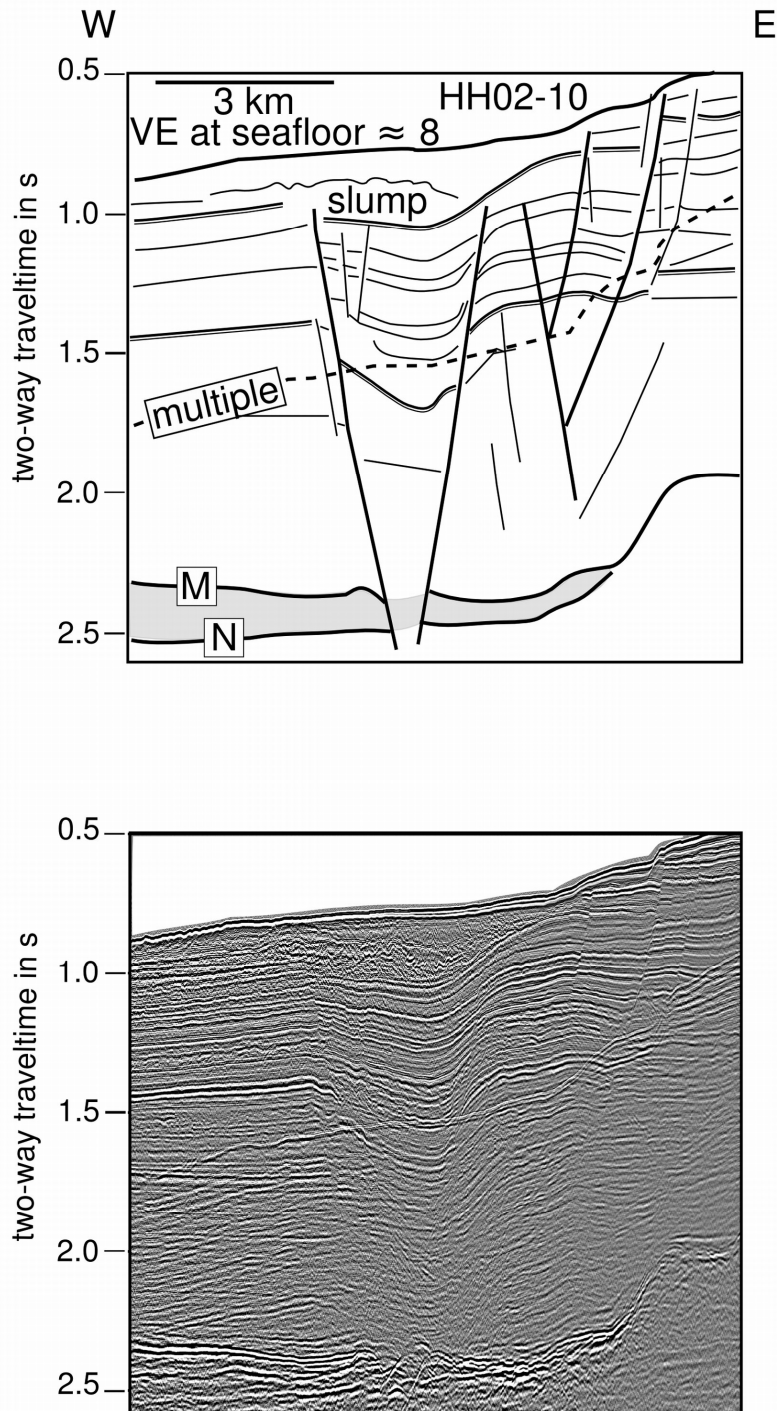 W
E
0.5
3 km
HH02-10
VE at seafloor ≈ 8
slump
1.0
1.5
multiple
2.0
M
N
2.5
two-way traveltime in s
0.5
1.0
1.5
2.0
2.5
two-way traveltime in s